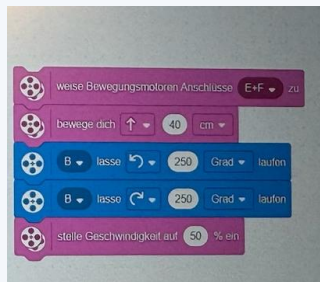 weise Bewegungsmotoren Anschlüsse E+F zu
bewege dich 40 cm
B lasse 250 Grad laufen
B lasse 250 Grad laufen
stelle Geschwindigkeit auf 50 % ein